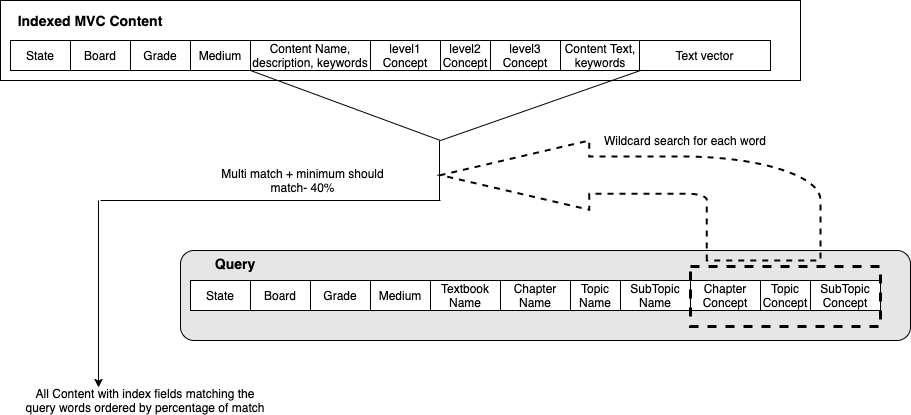 Indexed MVC Content
State
Board
Grade
Medium
Content Name,
description, keywords
level1
Concept
level2
Concept
level3
Concept
Content Text,
keywords
Text vector
Wildcard search for each word
Multi match + minimum should
match- 40%
Query
State
Board
Grade
Medium
Textbook
Name
Chapter
Name
Topic
Name
SubTopic
Name
Chapter
Concept
Topic
Concept
SubTopic
Concept
All Content with index fields matching the
query words ordered by percentage of match